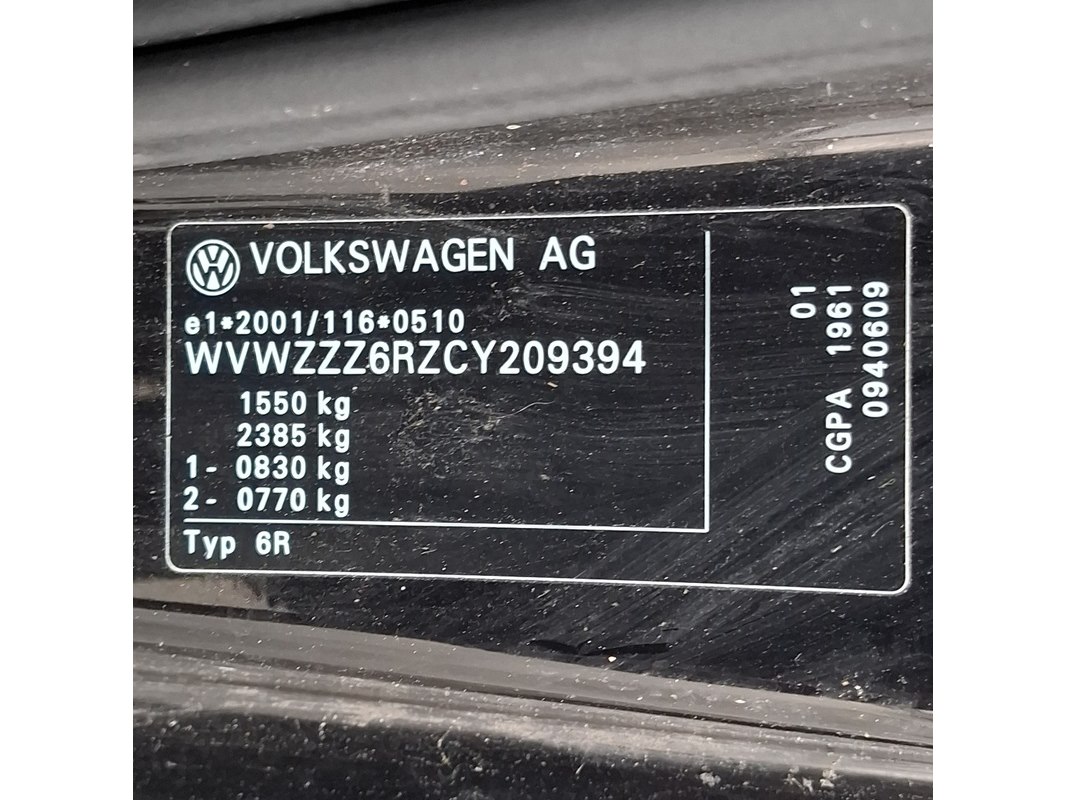 VOLKSWAGEN AG
e1*2001/116*0510
WVWZZZ6RZCY209394
1550 kg
2385 kg
1- 0830 kg
2- 0770 kg
Typ 6R
01
CGPA 1961
0940609